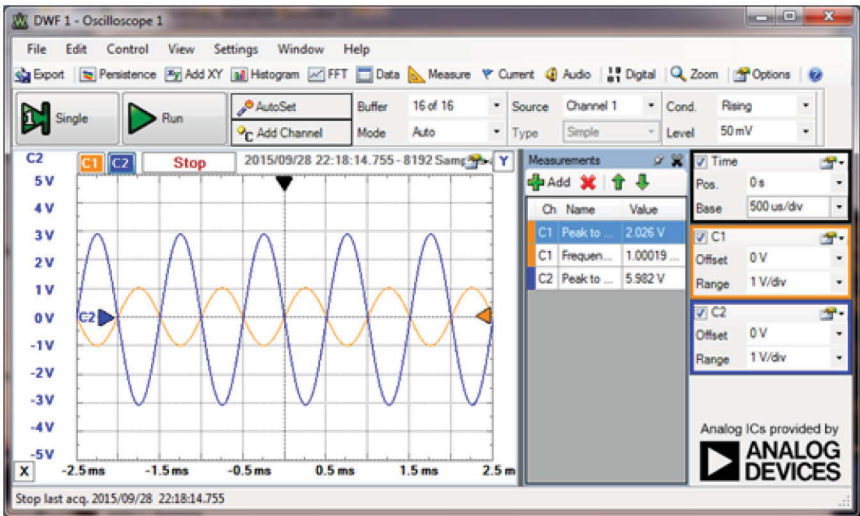 DWF 1 - Oscilloscope 1
File Edit Control View Settings Window Help
Export Persistence Add XY Histogram FFT Data Measure Current Audio Digital Zoom Options
Single Run AutoSet Buffer 16 of 16 Source Channel 1 Cond. Rising
Add Channel Mode Auto Type Simple Level 50 mV
C2 C1 C2 Stop 2015/09/28 22:18:14.755 - 8192 Samp Y
5 V
4 V
3 V
2 V
1 V
0 V C2
-1 V
-2 V
-3 V
-4 V
-5 V
X -2.5 ms -1.5 ms -0.5 ms 0.5 ms 1.5 ms 2.5 m
Measurements
Add
Ch Name Value
C1 Peak to ... 2.026 V
C1 Frequen... 1.00019 ...
C2 Peak to ... 5.982 V
Time
Pos. 0 s
Base 500 us/div
C1
Offset 0 V
Range 1 V/div
C2
Offset 0 V
Range 1 V/div
Analog ICs provided by
ANALOG
DEVICES
Stop last acq. 2015/09/28 22:18:14.755